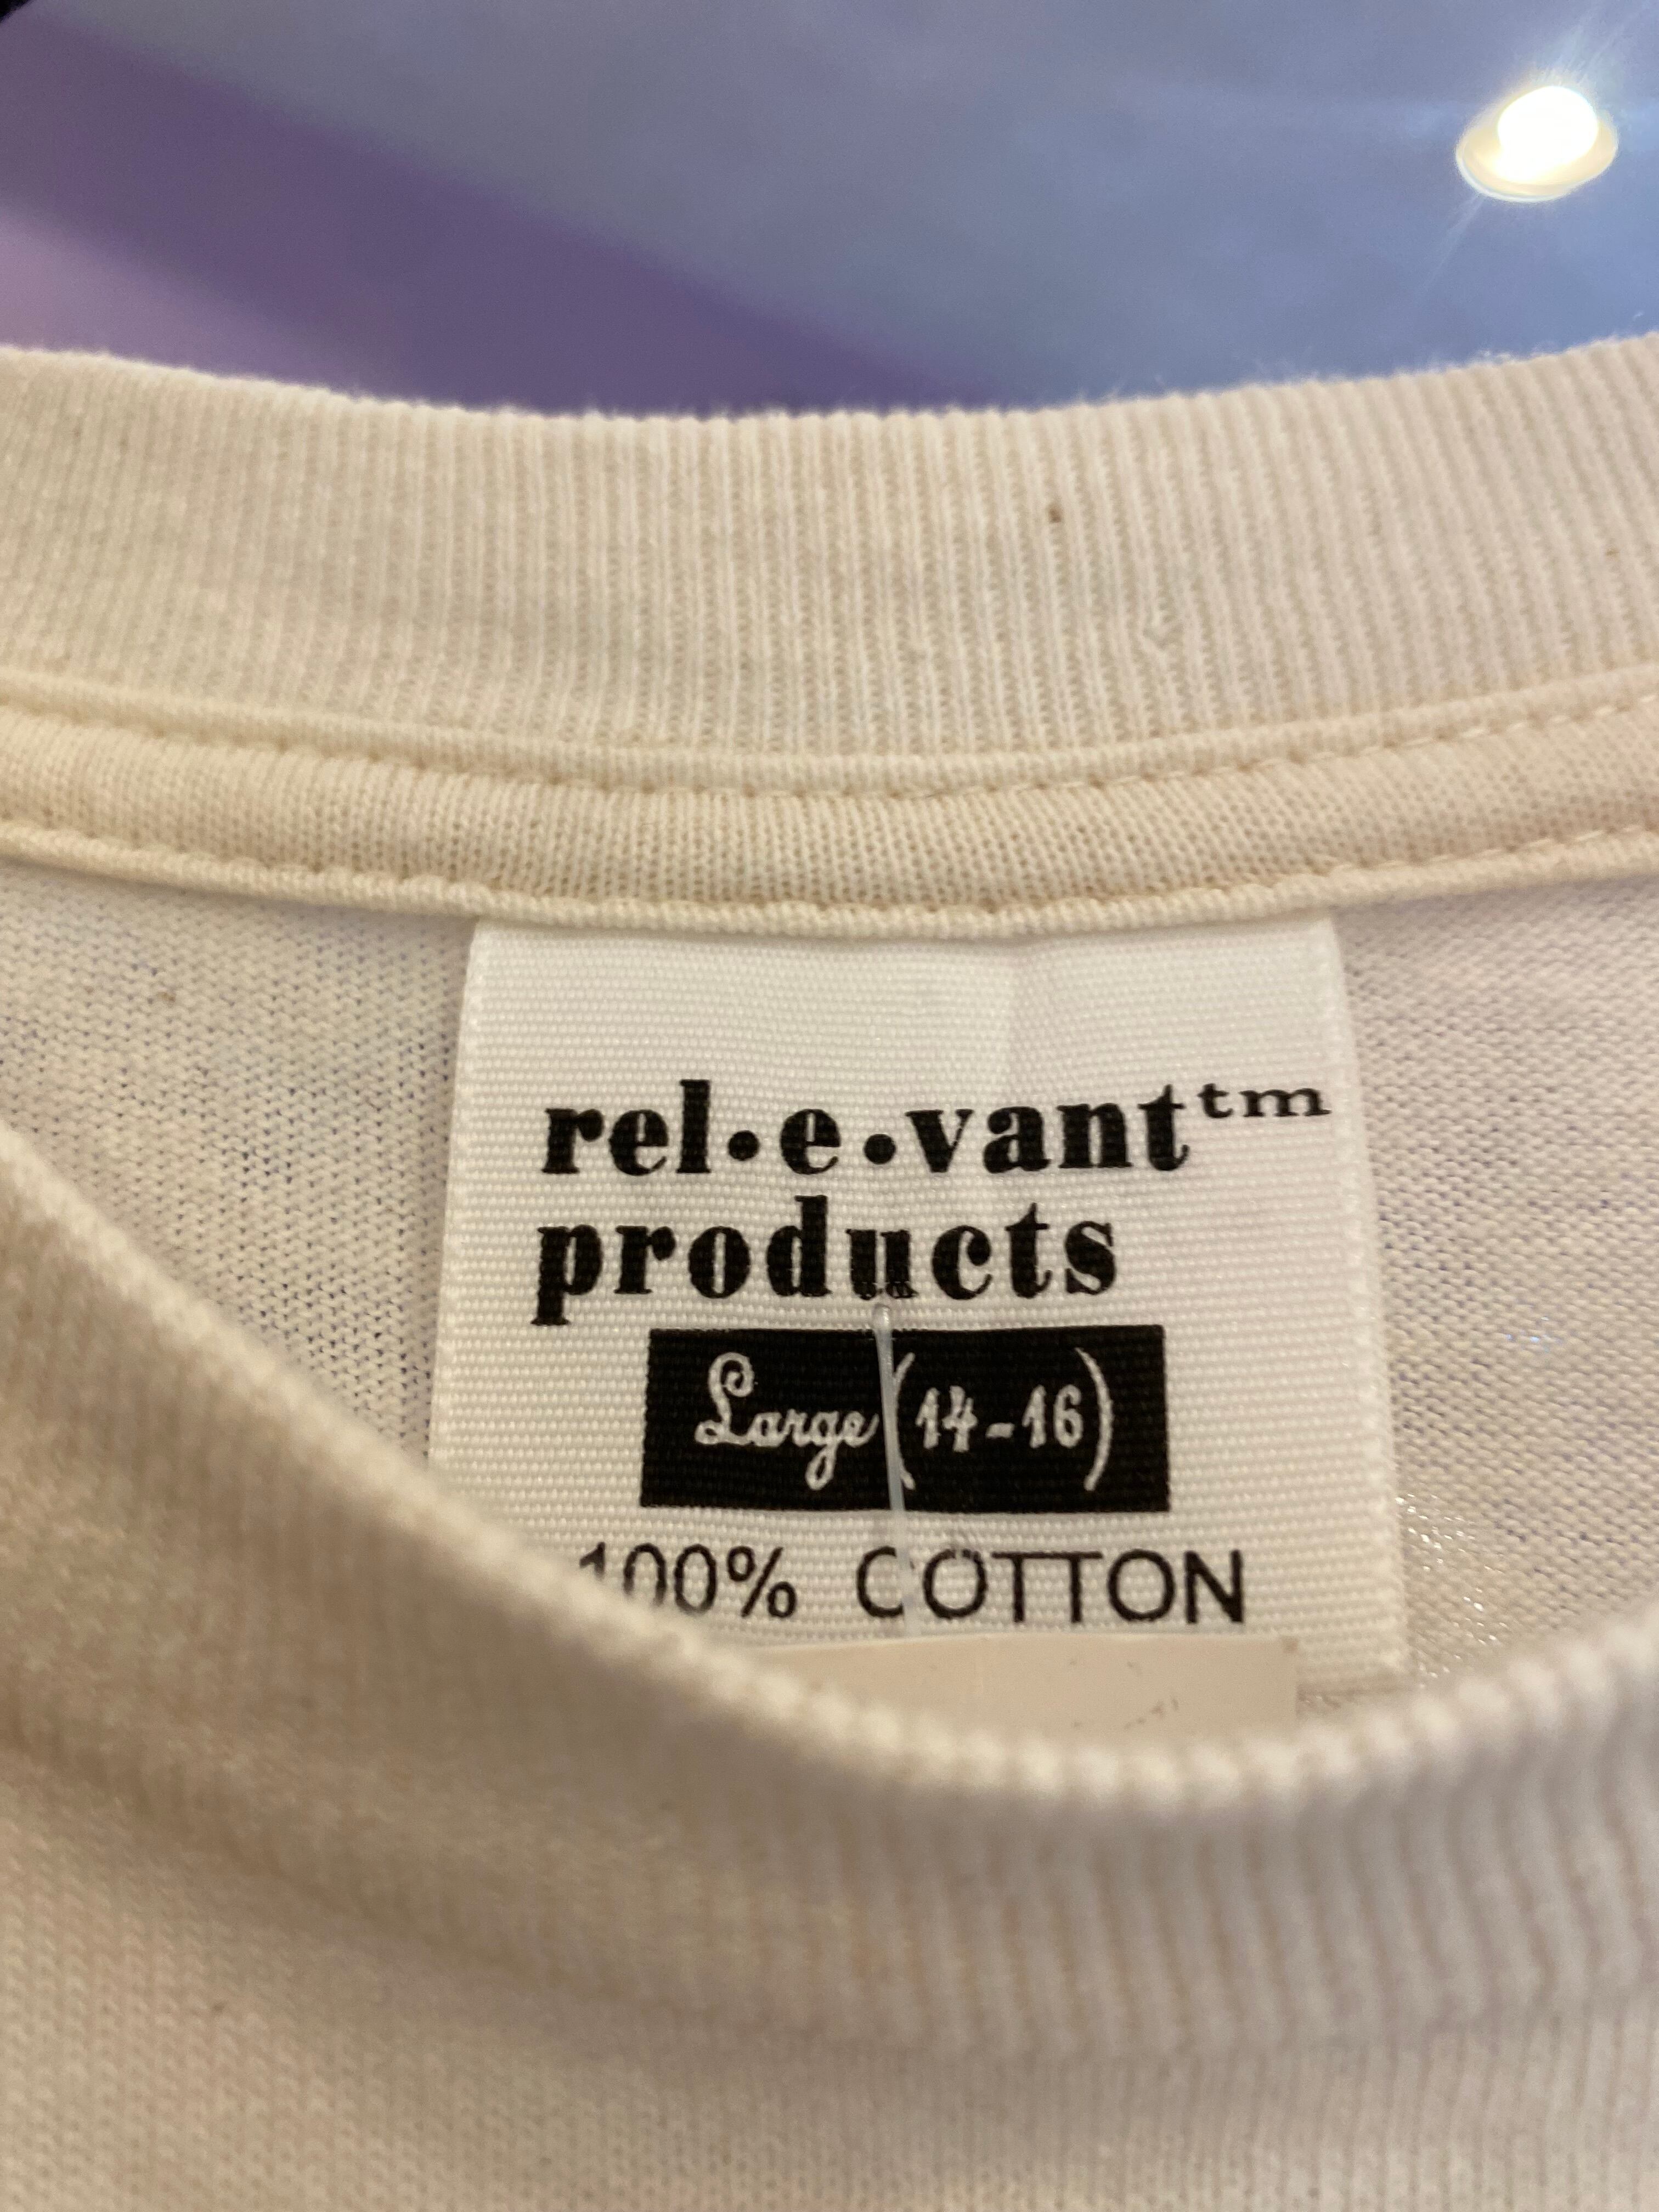 rel•e•vant™
products
Large (14-16)
100% COTTON